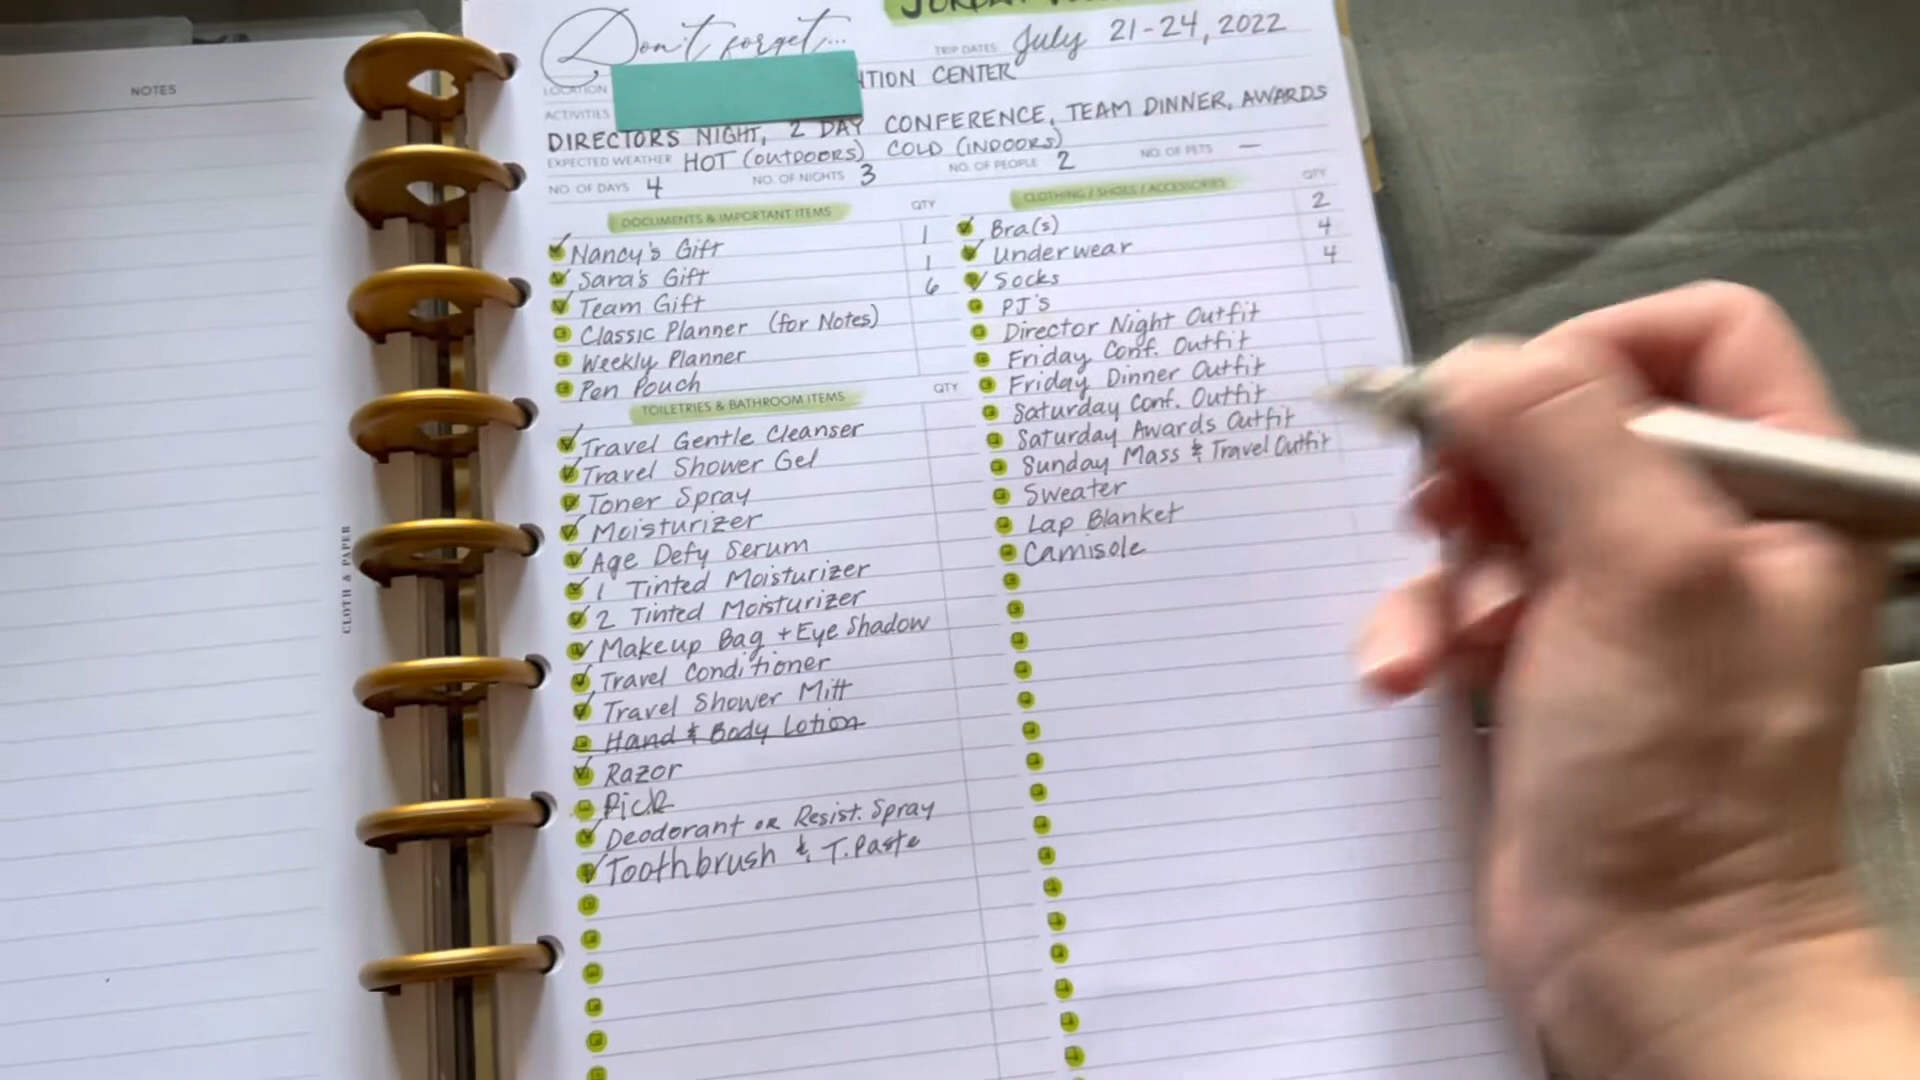 NOTES
CLOTH & PAPER
Don't forget...
TRIP DATES July 21-24, 2022
LOCATION NTION CENTER
ACTIVITIES
DIRECTORS NIGHT, 2 DAY CONFERENCE, TEAM DINNER, AWARDS
EXPECTED WEATHER HOT (OUTDOORS) COLD (INDOORS)
NO. OF DAYS 4 NO. OF NIGHTS 3 NO. OF PEOPLE 2 NO. OF PETS —
DOCUMENTS & IMPORTANT ITEMS QTY
Nancy's Gift 1
Sara's Gift 1
Team Gift 6
Classic Planner (for Notes)
Weekly Planner
Pen Pouch
TOILETRIES & BATHROOM ITEMS QTY
Travel Gentle Cleanser
Travel Shower Gel
Toner Spray
Moisturizer
Age Defy Serum
1 Tinted Moisturizer
2 Tinted Moisturizer
Makeup Bag + Eye Shadow
Travel Conditioner
Travel Shower Mitt
Hand & Body Lotion
Razor
Pick
Deodorant OR Resist. Spray
Toothbrush & T. Paste
CLOTHING / SHOES / ACCESSORIES QTY
Bra(s) 2
Underwear 4
Socks 4
PJ's
Director Night Outfit
Friday Conf. Outfit
Friday Dinner Outfit
Saturday Conf. Outfit
Saturday Awards Outfit
Sunday Mass & Travel Outfit
Sweater
Lap Blanket
Camisole